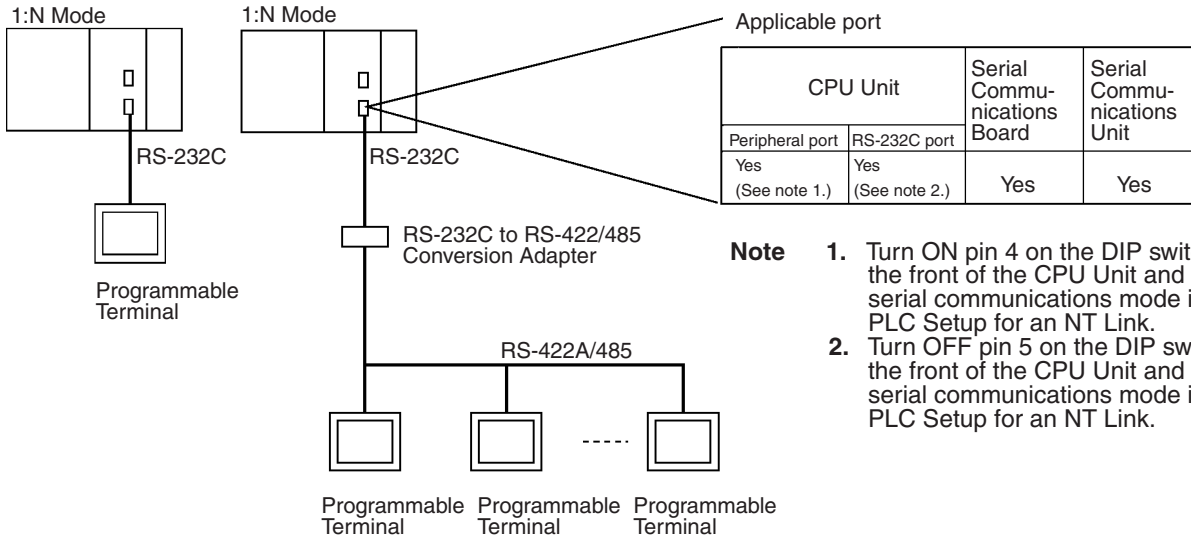 1:N Mode
1:N Mode
Applicable port
CPU Unit
Serial
Commu-
nications
Board
Serial
Commu-
nications
Unit
Peripheral port
RS-232C port
Yes
(See note 1.)
Yes
(See note 2.)
Yes
Yes
RS-232C
RS-232C
RS-232C to RS-422/485
Conversion Adapter
Programmable
Terminal
RS-422A/485
Programmable
Terminal
Programmable
Terminal
Programmable
Terminal
Note 1. Turn ON pin 4 on the DIP swit
the front of the CPU Unit and
serial communications mode i
PLC Setup for an NT Link.
2. Turn OFF pin 5 on the DIP sw
the front of the CPU Unit and
serial communications mode i
PLC Setup for an NT Link.